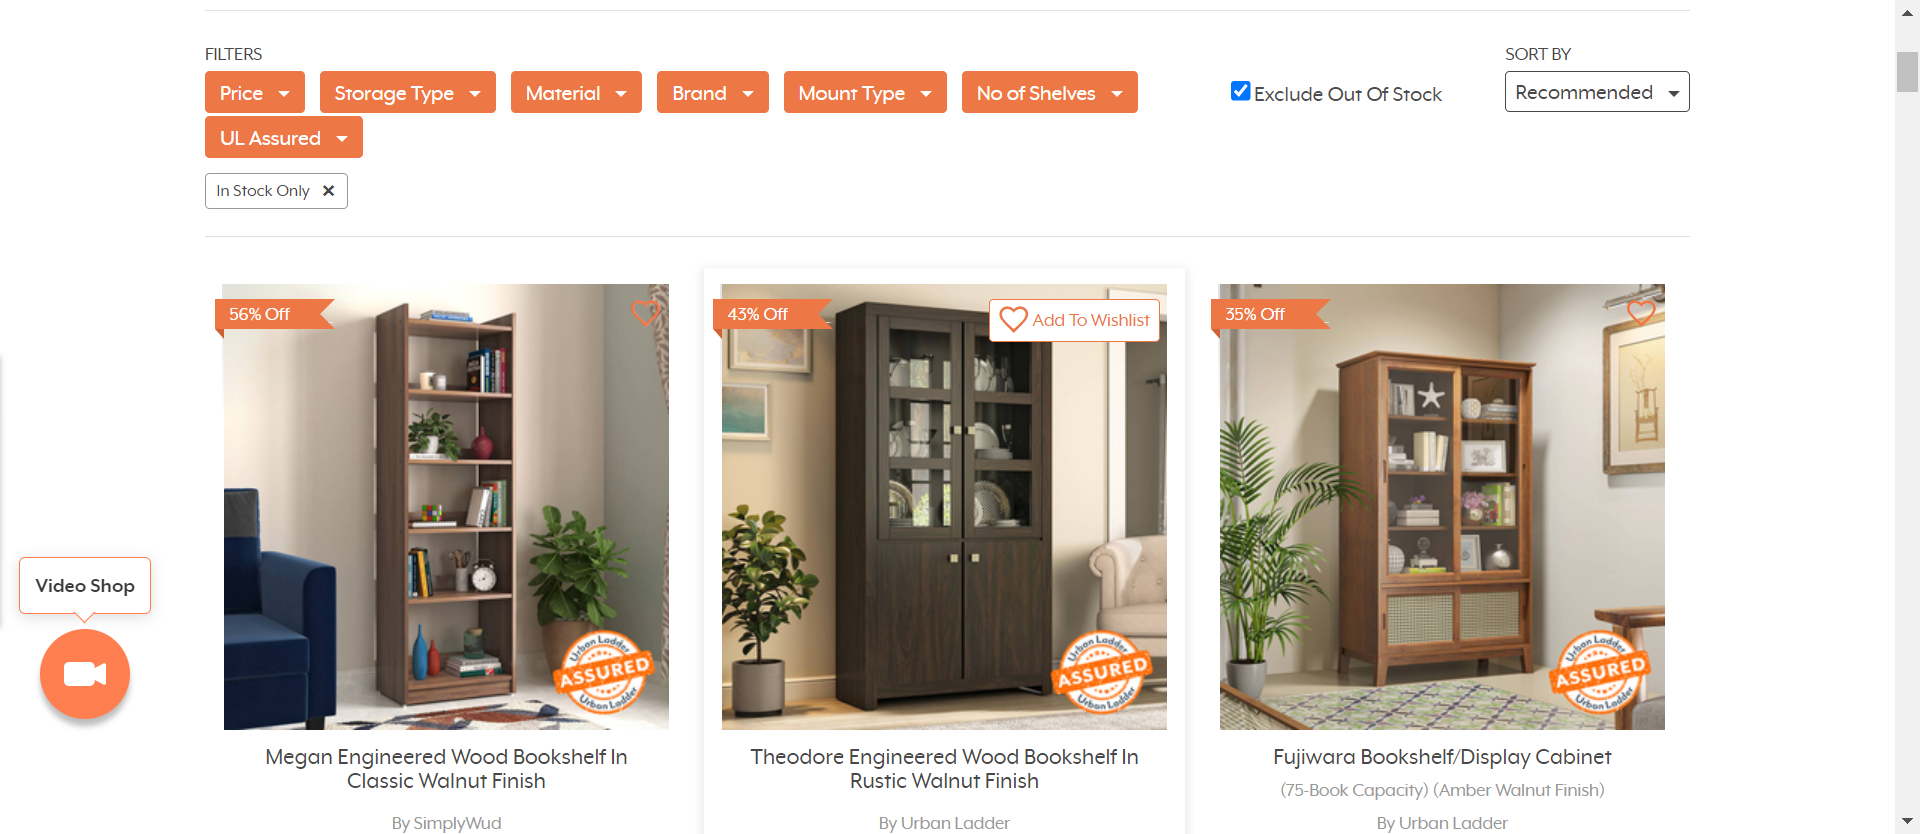 FILTERS
SORT BY
Price
Storage Type
Material
Brand
Mount Type
No of Shelves
Exclude Out Of Stock
Recommended
UL Assured
In Stock Only
56% Off
43% Off
Add To Wishlist
35% Off
Video Shop
Urban Ladder
ASSURED
Urban Ladder
Urban Ladder
ASSURED
Urban Ladder
Urban Ladder
ASSURED
Urban Ladder
Megan Engineered Wood Bookshelf In
Classic Walnut Finish
By SimplyWud
Theodore Engineered Wood Bookshelf In
Rustic Walnut Finish
By Urban Ladder
Fujiwara Bookshelf/Display Cabinet
(75-Book Capacity) (Amber Walnut Finish)
By Urban Ladder